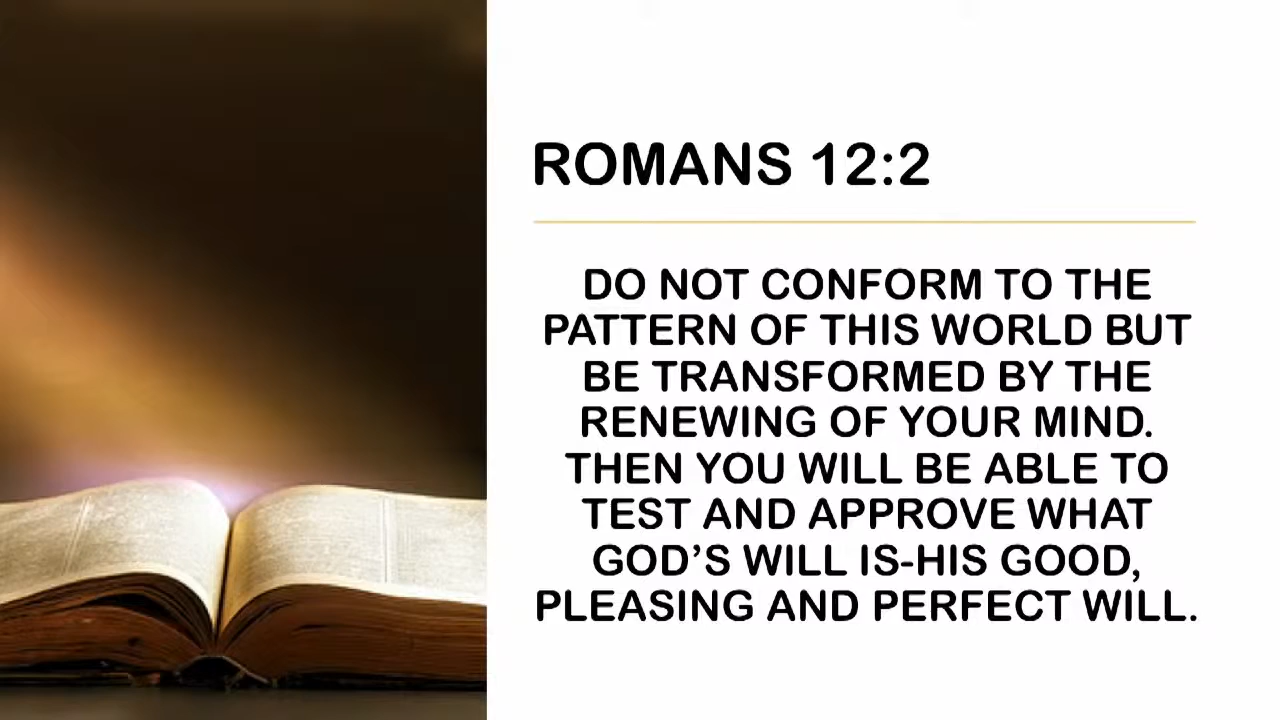 ROMANS 12:2
DO NOT CONFORM TO THE
PATTERN OF THIS WORLD BUT
BE TRANSFORMED BY THE
RENEWING OF YOUR MIND.
THEN YOU WILL BE ABLE TO
TEST AND APPROVE WHAT
GOD’S WILL IS-HIS GOOD,
PLEASING AND PERFECT WILL.